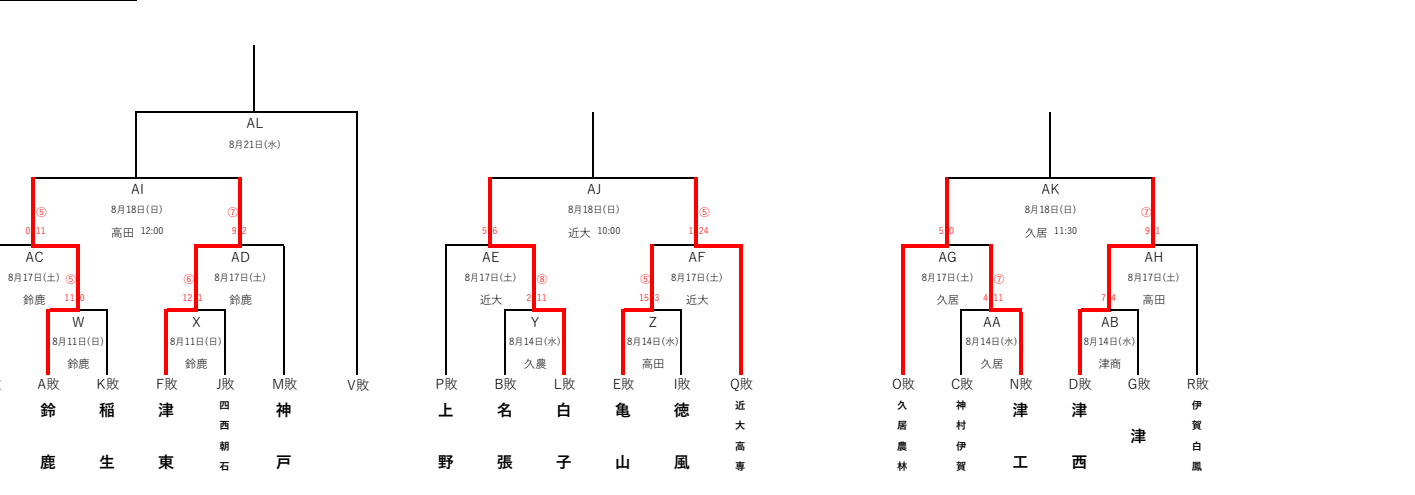 AL
8月21日(水)
AI
8月18日(日)
高田 12:00
⑤
0 11
⑦
9 2
AJ
8月18日(日)
近大 10:00
5 6
⑤
1 24
AK
8月18日(日)
久居 11:30
5 0
⑦
9 1
AC
8月17日(土)
鈴鹿
⑤
11 0
AD
8月17日(土)
鈴鹿
⑥
12 1
AE
8月17日(土)
近大
⑧
2 11
AF
8月17日(土)
近大
⑤
15 3
AG
8月17日(土)
久居
⑦
4 11
AH
8月17日(土)
高田
7 4
W
8月11日(日)
鈴鹿
X
8月11日(日)
鈴鹿
Y
8月14日(水)
久農
Z
8月14日(水)
高田
AA
8月14日(水)
久居
AB
8月14日(水)
津商
A敗 K敗 F敗 J敗 M敗 V敗 P敗 B敗 L敗 E敗 I敗 Q敗 O敗 C敗 N敗 D敗 G敗 R敗
鈴鹿
稲生
津東
四西朝石
神戸
上野
名張
白子
亀山
徳風
近大高専
久居農林
神村伊賀
津工
津西
津
伊賀白鳳